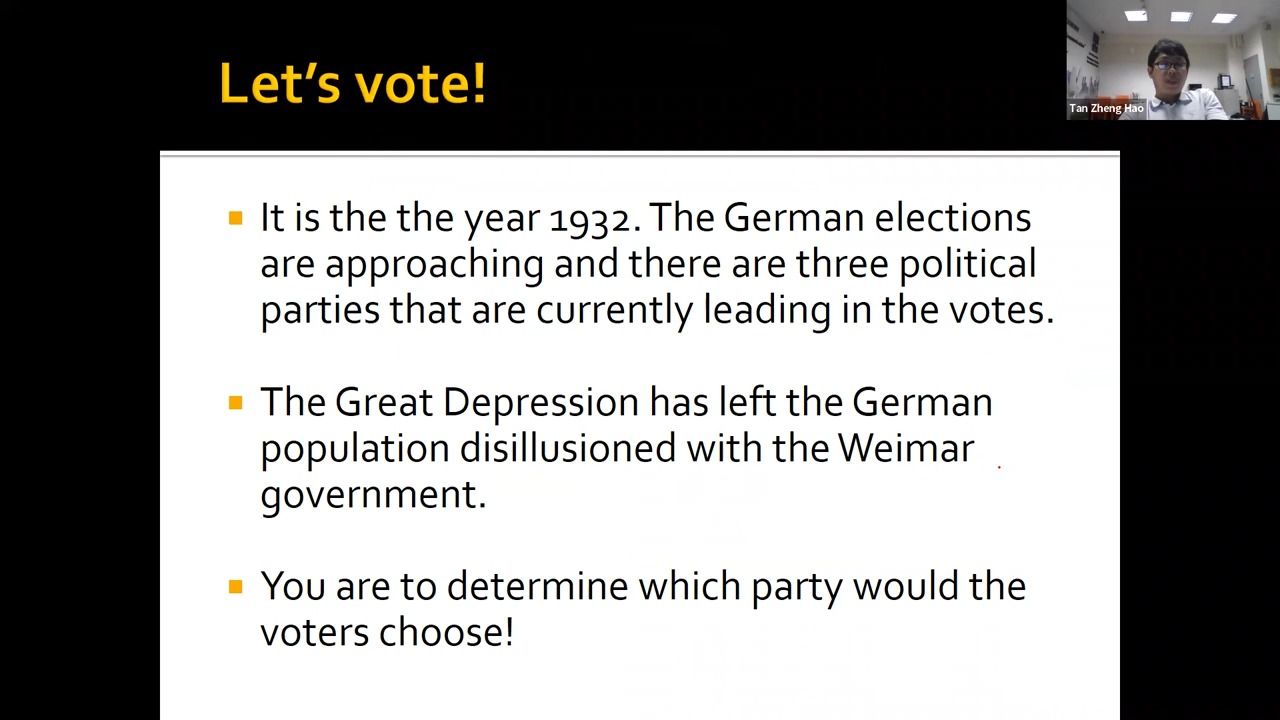 Let's vote!
Tan Zheng Hao
It is the the year 1932. The German elections
are approaching and there are three political
parties that are currently leading in the votes.
The Great Depression has left the German
population disillusioned with the Weimar
government.
You are to determine which party would the
voters choose!